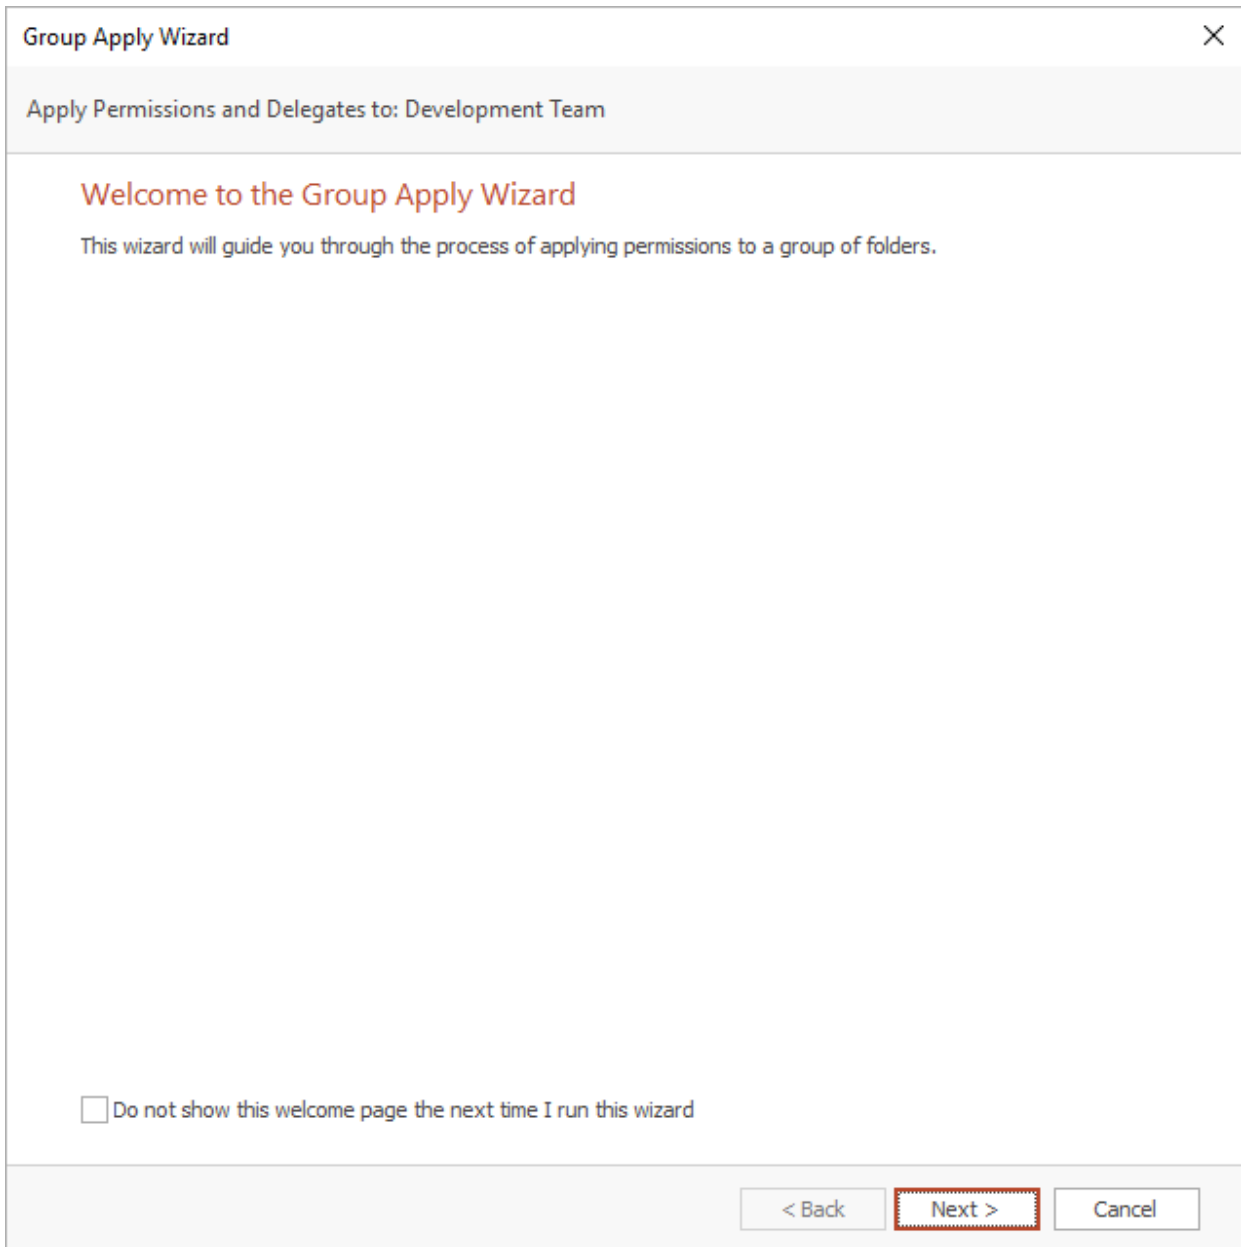 Group Apply Wizard
Apply Permissions and Delegates to: Development Team
Welcome to the Group Apply Wizard
This wizard will guide you through the process of applying permissions to a group of folders.
Do not show this welcome page the next time I run this wizard
< Back Next > Cancel